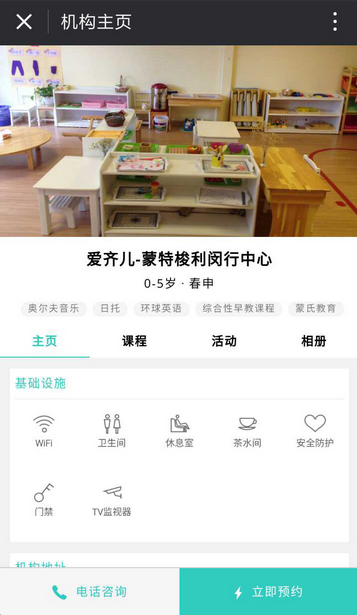 机构主页
爱齐儿-蒙特梭利闵行中心
0-5岁 · 春申
奥尔夫音乐 日托 环球英语 综合性早教课程 蒙氏教育
主页 课程 活动 相册
基础设施
WiFi 卫生间 休息室 茶水间 安全防护
门禁 TV监视器
机构地址
电话咨询 立即预约